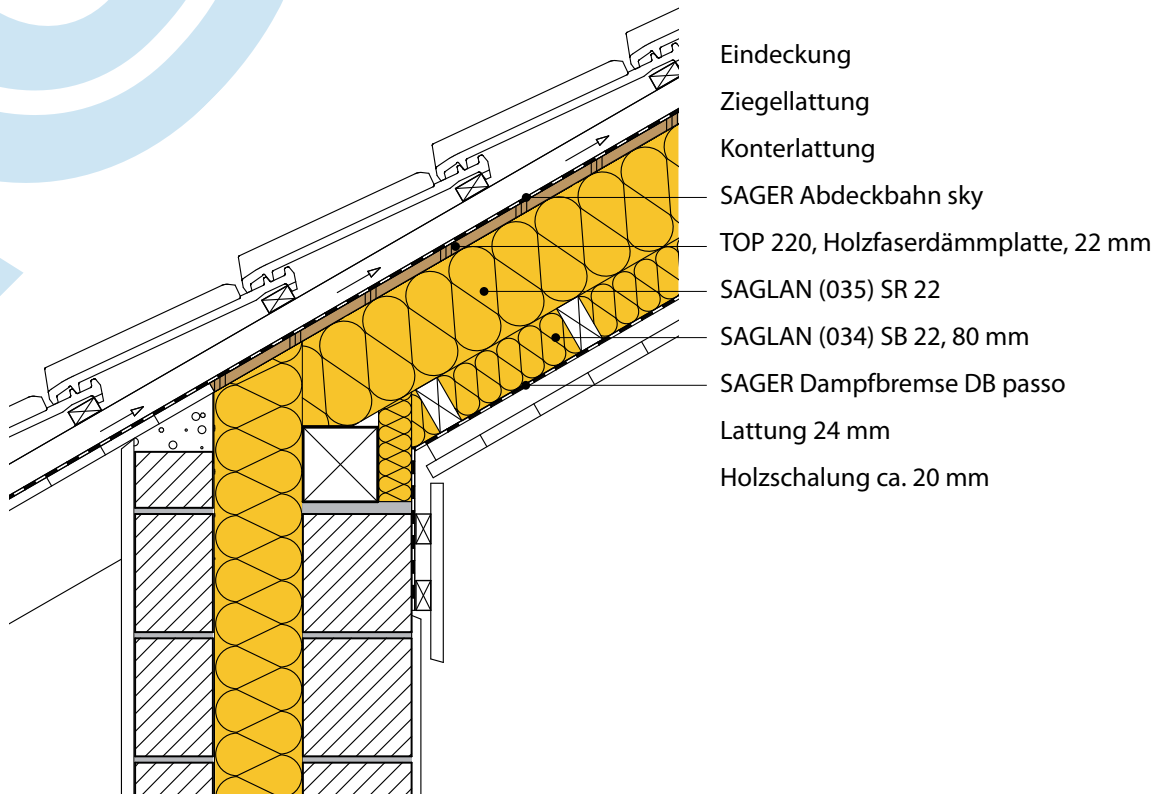 Eindeckung
Ziegellattung
Konterlattung
SAGER Abdeckbahn sky
TOP 220, Holzfaserdämmplatte, 22 mm
SAGLAN (035) SR 22
SAGLAN (034) SB 22, 80 mm
SAGER Dampfbremse DB passo
Lattung 24 mm
Holzschalung ca. 20 mm